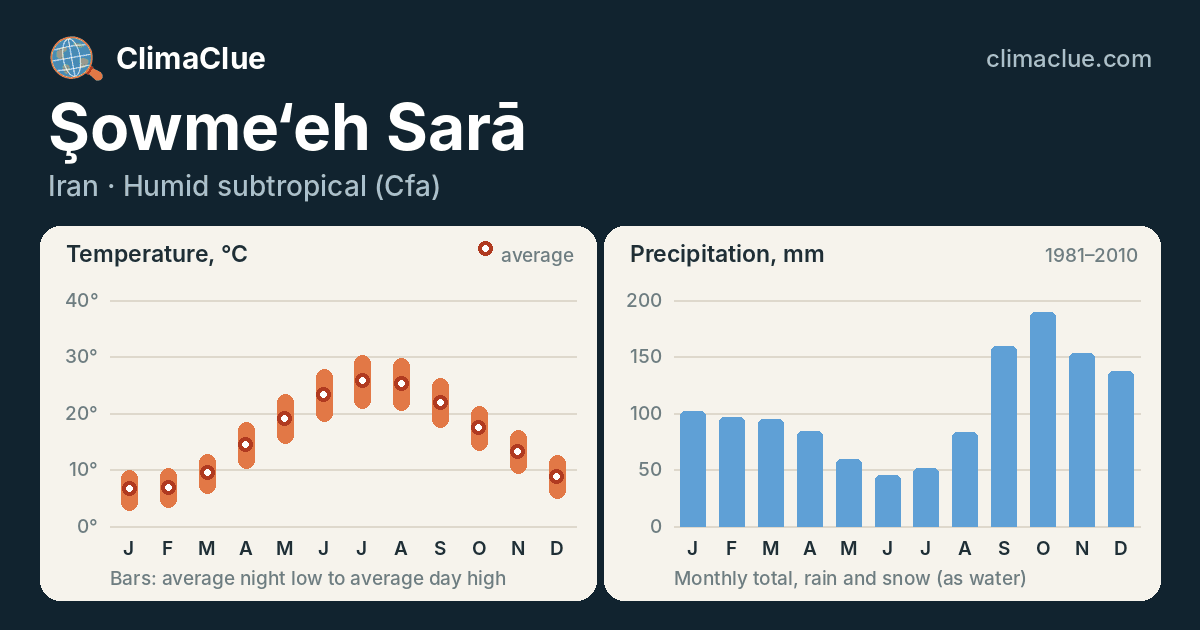 ClimaClue
climaclue.com
Şowme‘eh Sarā
Iran · Humid subtropical (Cfa)
Temperature, °C
average
40°
30°
20°
10°
0°
J F M A M J J A S O N D
Bars: average night low to average day high
Precipitation, mm
1981–2010
200
150
100
50
0
J F M A M J J A S O N D
Monthly total, rain and snow (as water)